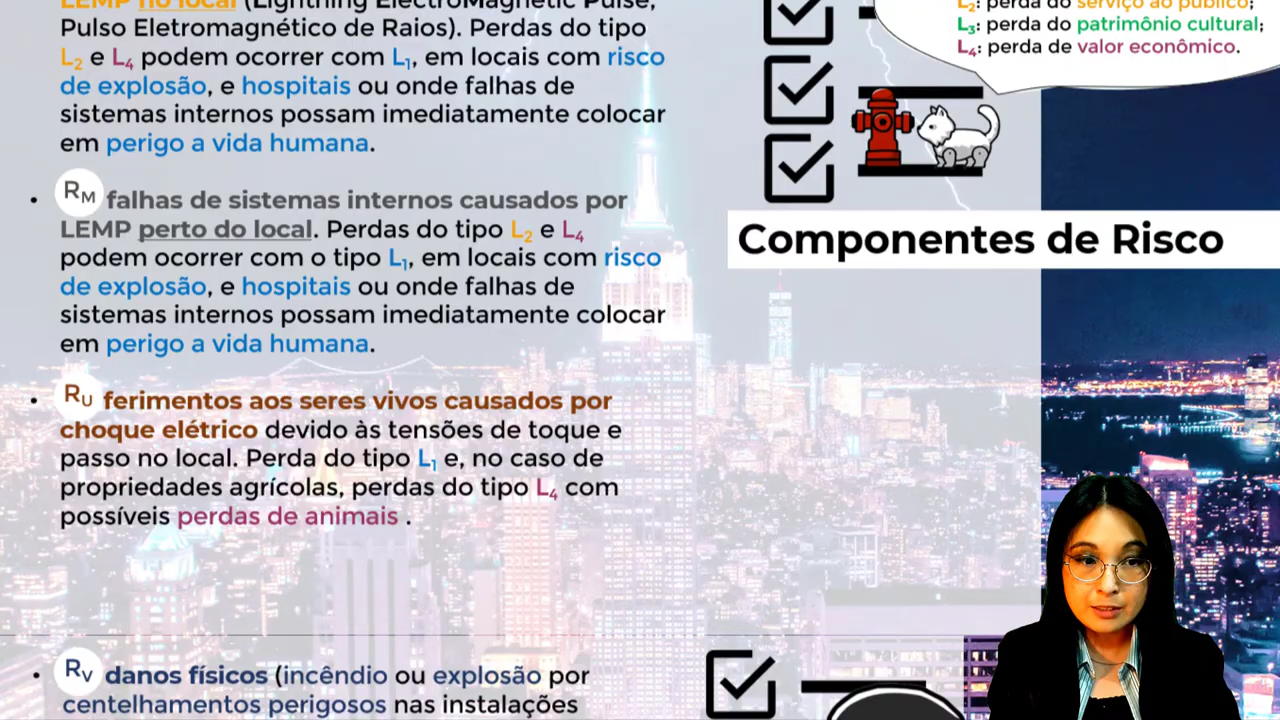 LEMP no local (Lightning ElectroMagnetic Pulse,
Pulso Eletromagnético de Raios). Perdas do tipo
L₂ e L₄ podem ocorrer com L₁, em locais com risco
de explosão, e hospitais ou onde falhas de
sistemas internos possam imediatamente colocar
em perigo a vida humana.
• R_M falhas de sistemas internos causados por
LEMP perto do local. Perdas do tipo L₂ e L₄
podem ocorrer com o tipo L₁, em locais com risco
de explosão, e hospitais ou onde falhas de
sistemas internos possam imediatamente colocar
em perigo a vida humana.
• R_U ferimentos aos seres vivos causados por
choque elétrico devido às tensões de toque e
passo no local. Perda do tipo L₁ e, no caso de
propriedades agrícolas, perdas do tipo L₄ com
possíveis perdas de animais .
• R_V danos físicos (incêndio ou explosão por
centelhamentos perigosos nas instalações
L₂: perda do serviço ao público;
L₃: perda do patrimônio cultural;
L₄: perda de valor econômico.
Componentes de Risco